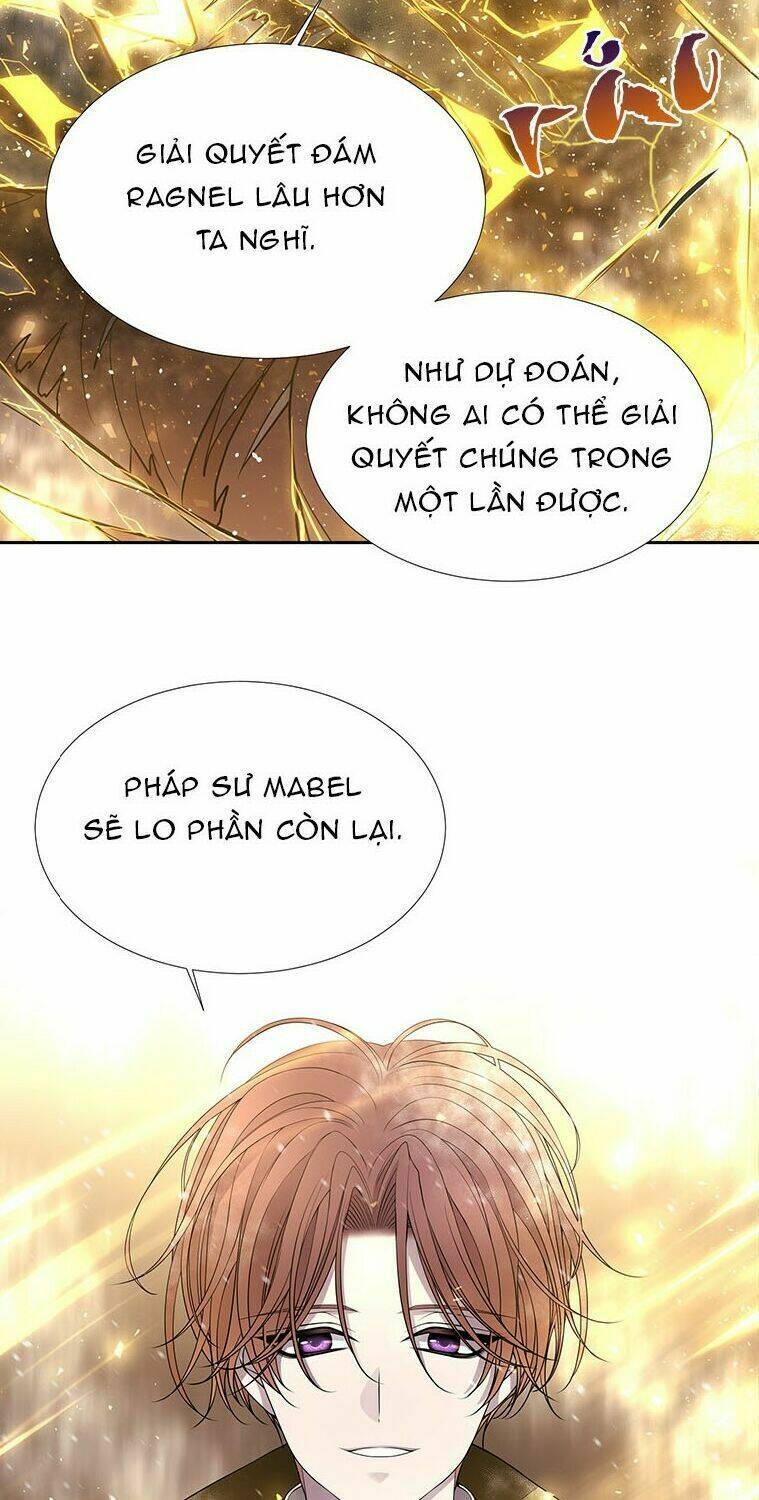 RỦU
GIẢI QUYẾT ĐÁM
RAGNEL LÂU HƠN
TA NGHĨ.
NHƯ DỰ ĐOÁN,
KHÔNG AI CÓ THỂ GIẢI
QUYẾT CHÚNG TRONG
MỘT LẦN ĐƯỢC.
PHÁP SƯ MABEL
SẼ LO PHẦN CÒN LẠI.